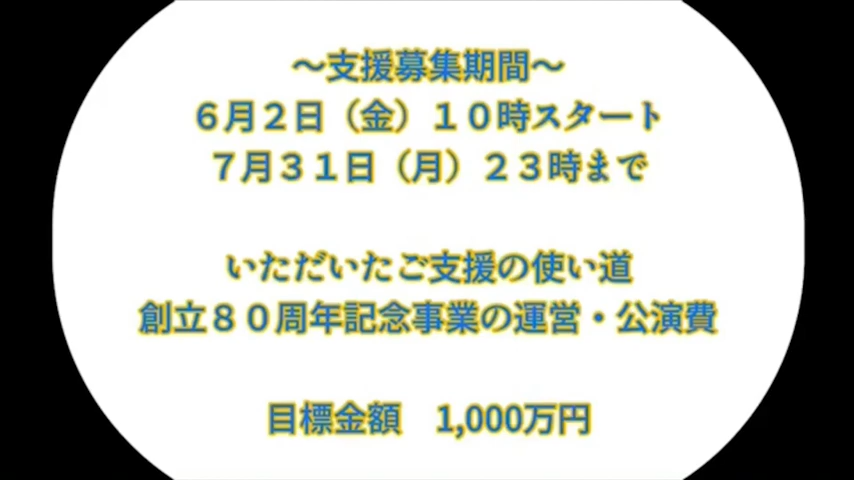 ～支援募集期間～
６月２日（金）１０時スタート
７月３１日（月）２３時まで
いただいたご支援の使い道
創立８０周年記念事業の運営・公演費
目標金額　1,000万円